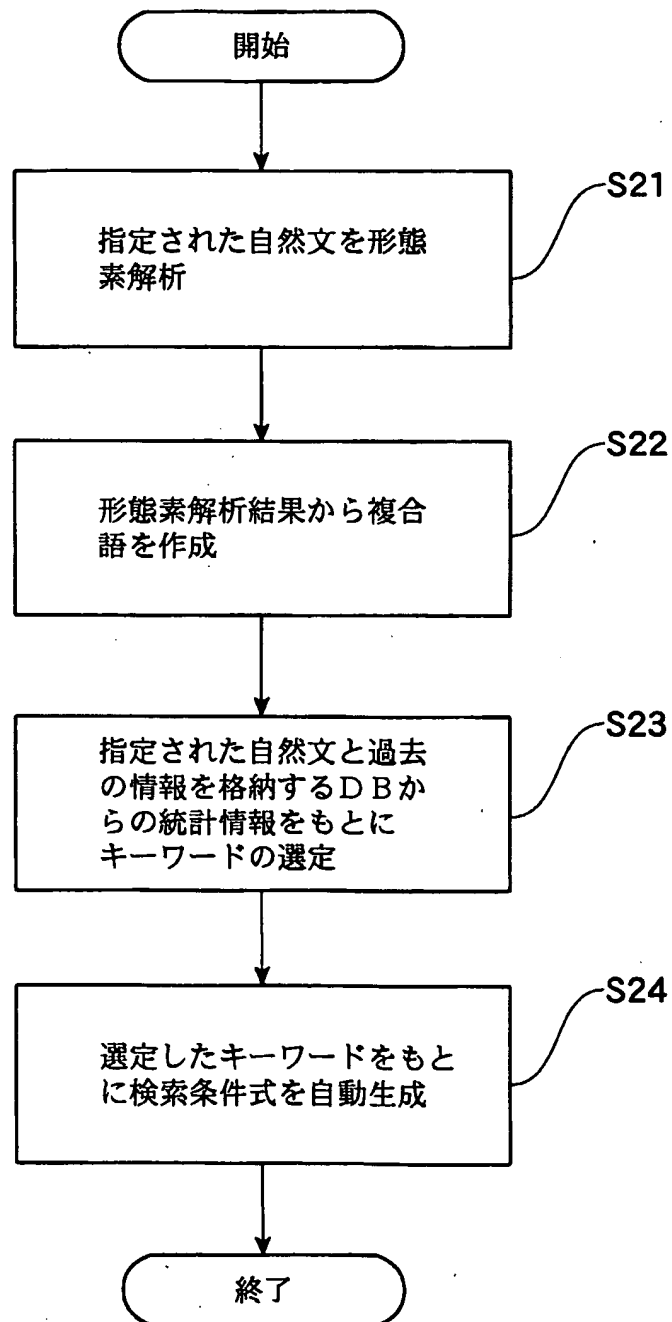 開始
S21
指定された自然文を形態
素解析
S22
形態素解析結果から複合
語を作成
S23
指定された自然文と過去
の情報を格納するＤＢか
らの統計情報をもとに
キーワードの選定
S24
選定したキーワードをもと
に検索条件式を自動生成
終了